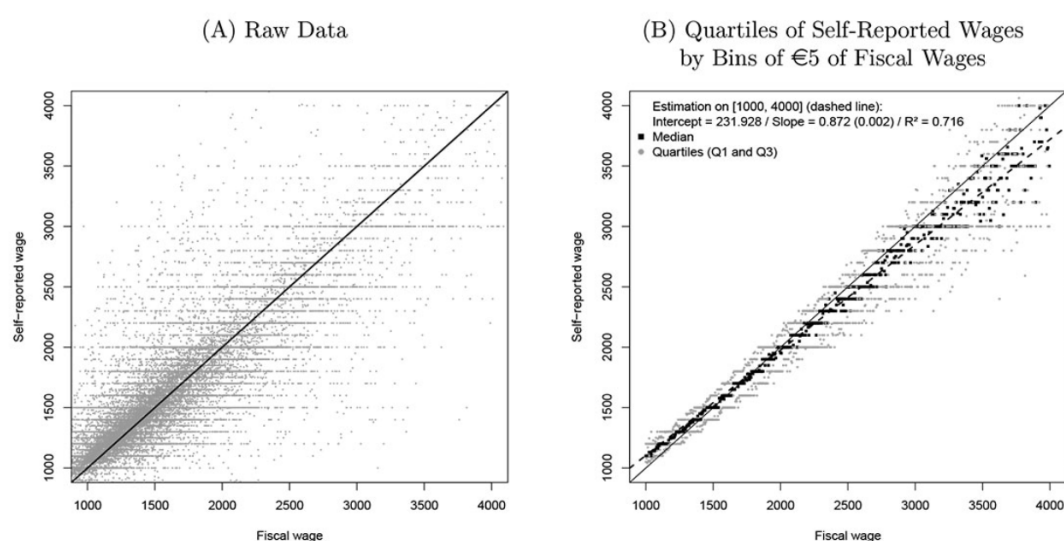 (A) Raw Data
4000
3500
3000
2500
2000
1500
1000
Self-reported wage
1000 1500 2000 2500 3000 3500 4000
Fiscal wage
(B) Quartiles of Self-Reported Wages
by Bins of €5 of Fiscal Wages
Estimation on [1000, 4000] (dashed line):
Intercept = 231.928 / Slope = 0.872 (0.002) / R² = 0.716
Median
Quartiles (Q1 and Q3)
4000
3500
3000
2500
2000
1500
1000
Self-reported wage
1000 1500 2000 2500 3000 3500 4000
Fiscal wage